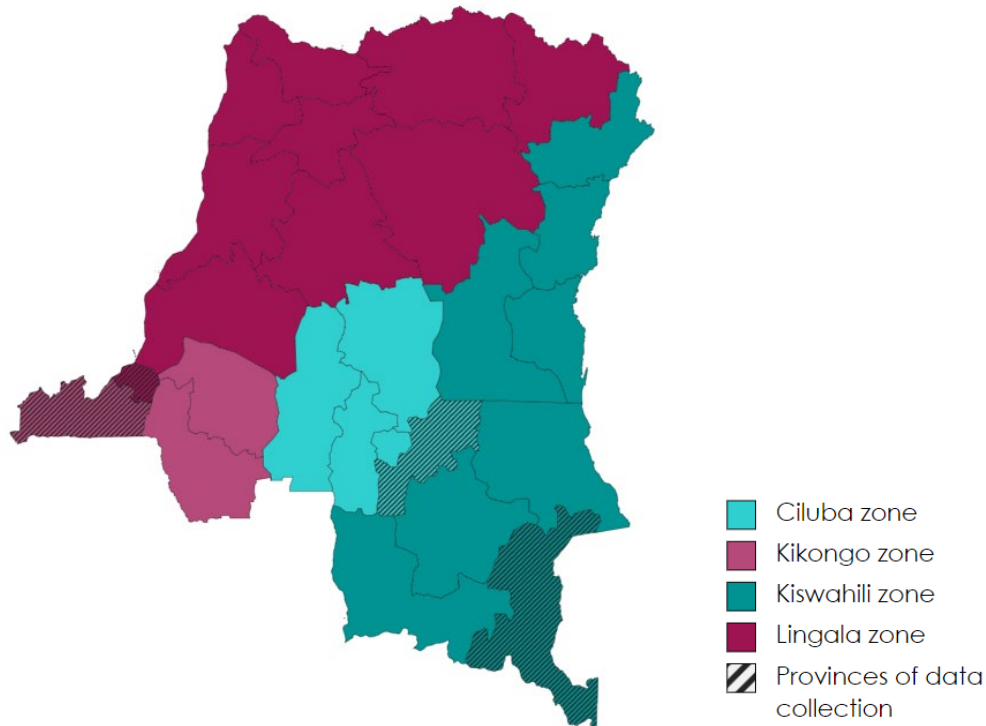 Ciluba zone
Kikongo zone
Kiswahili zone
Lingala zone
Provinces of data
collection